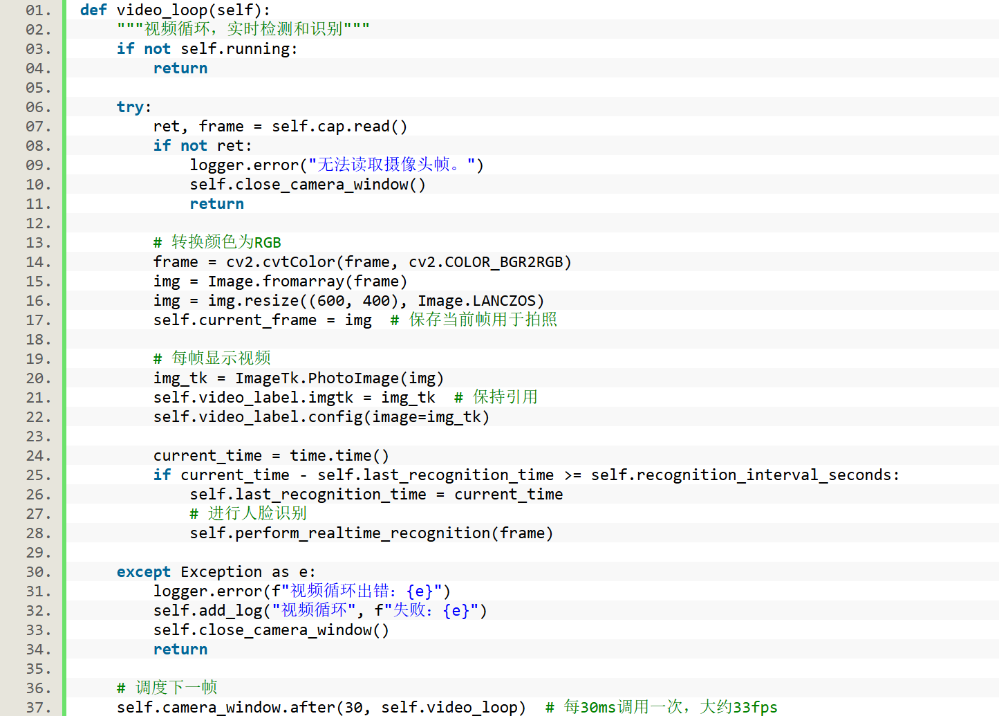 01. def video_loop(self):
02.     """视频循环，实时检测和识别"""
03.     if not self.running:
04.         return
05.
06.     try:
07.         ret, frame = self.cap.read()
08.         if not ret:
09.             logger.error("无法读取摄像头帧。")
10.             self.close_camera_window()
11.             return
12.
13.         # 转换颜色为RGB
14.         frame = cv2.cvtColor(frame, cv2.COLOR_BGR2RGB)
15.         img = Image.fromarray(frame)
16.         img = img.resize((600, 400), Image.LANCZOS)
17.         self.current_frame = img  # 保存当前帧用于拍照
18.
19.         # 每帧显示视频
20.         img_tk = ImageTk.PhotoImage(img)
21.         self.video_label.imgtk = img_tk  # 保持引用
22.         self.video_label.config(image=img_tk)
23.
24.         current_time = time.time()
25.         if current_time - self.last_recognition_time >= self.recognition_interval_seconds:
26.             self.last_recognition_time = current_time
27.             # 进行人脸识别
28.             self.perform_realtime_recognition(frame)
29.
30.     except Exception as e:
31.         logger.error(f"视频循环出错：{e}")
32.         self.add_log("视频循环", f"失败：{e}")
33.         self.close_camera_window()
34.         return
35.
36.     # 调度下一帧
37.     self.camera_window.after(30, self.video_loop)  # 每30ms调用一次，大约33fps